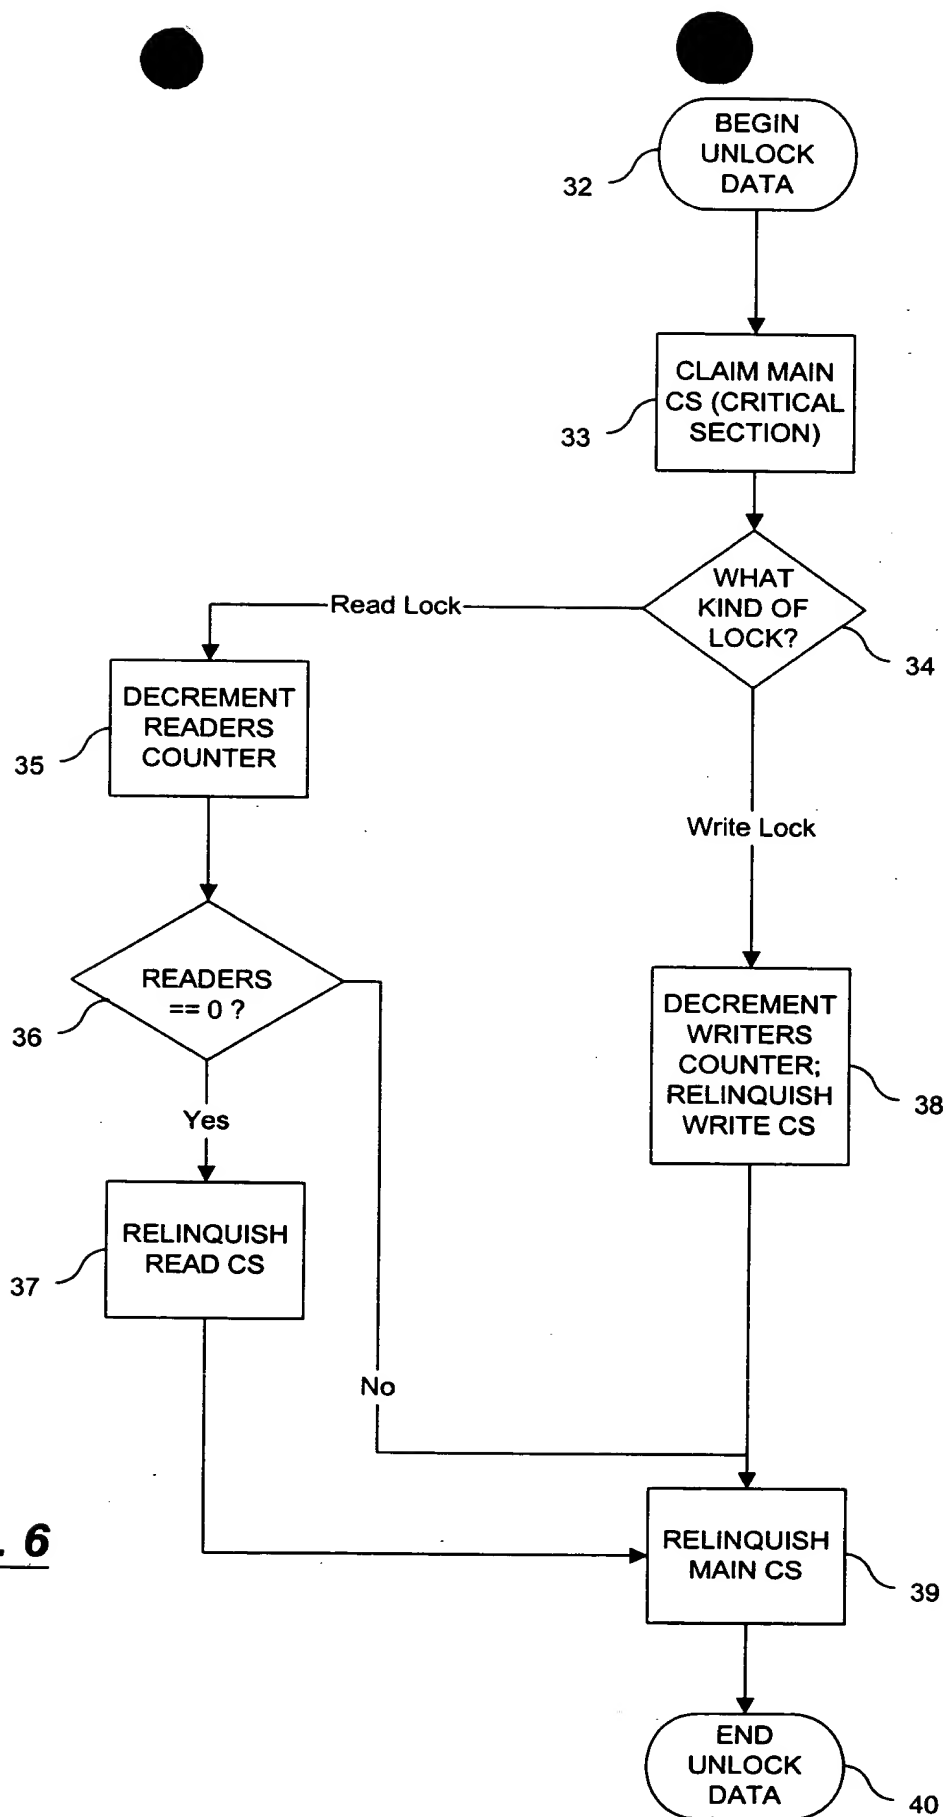 BEGIN
UNLOCK
DATA
32
CLAIM MAIN
CS (CRITICAL
SECTION)
33
WHAT
KIND OF
LOCK?
34
Read Lock
DECREMENT
READERS
COUNTER
35
Write Lock
READERS
== 0 ?
36
DECREMENT
WRITERS
COUNTER;
RELINQUISH
WRITE CS
38
Yes
RELINQUISH
READ CS
37
No
. 6
RELINQUISH
MAIN CS
39
END
UNLOCK
DATA
40